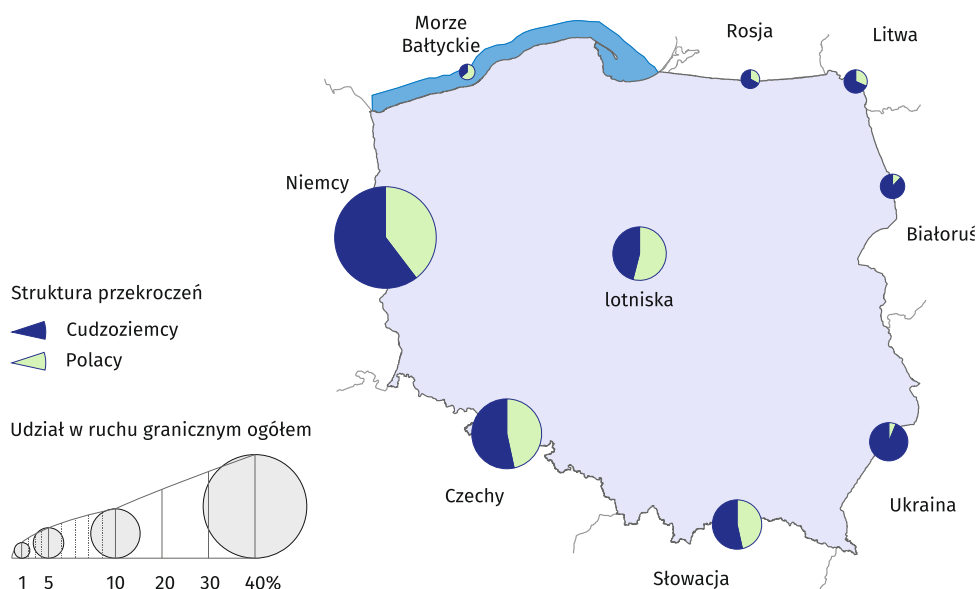 Morze
Bałtyckie
Rosja
Litwa
Niemcy
Białoruś
lotniska
Struktura przekroczeń
Cudzoziemcy
Polacy
Udział w ruchu granicznym ogółem
1 5 10 20 30 40%
Czechy
Ukraina
Słowacja